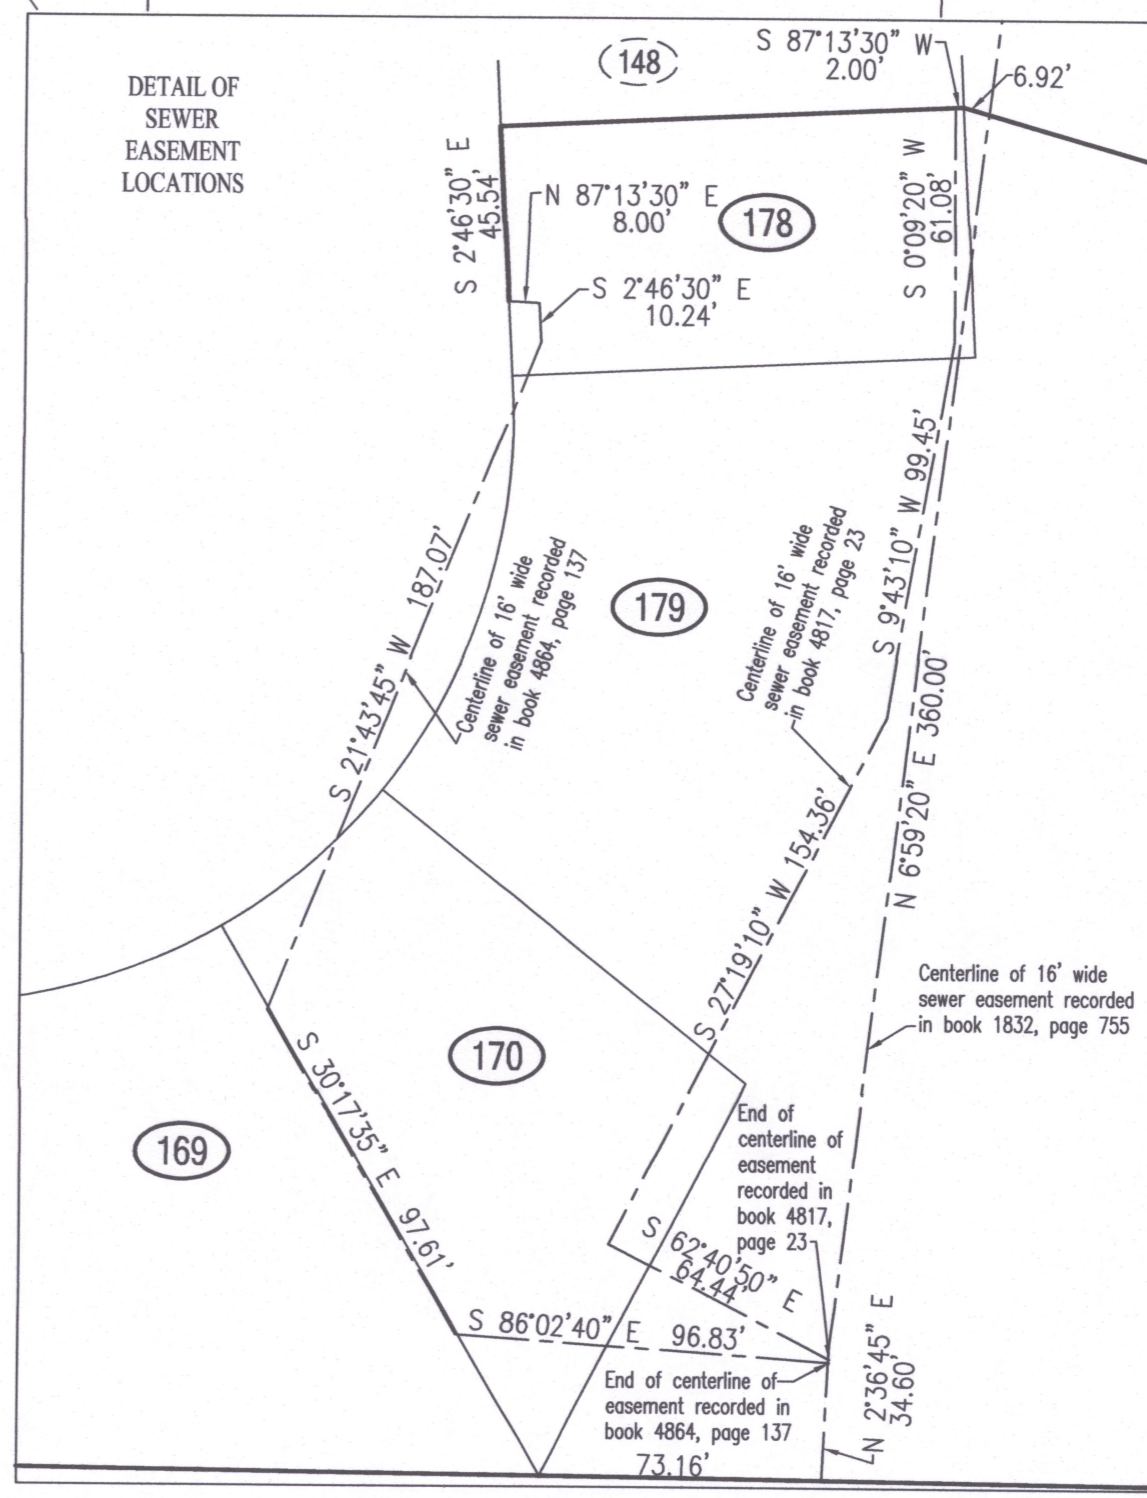 DETAIL OF
SEWER
EASEMENT
LOCATIONS
148
S 87°13'30" W
2.00'
6.92'
S 2°46'30" E
45.54'
N 87°13'30" E
8.00'
178
S 0°09'20" W
61.08'
S 2°46'30" E
10.24'
S 21°43'45" W 187.07'
Centerline of 16' wide
sewer easement recorded
in book 4864, page 137
179
Centerline of 16' wide
sewer easement recorded
in book 4817, page 23
S 9°43'10" W 99.45'
N 6°59'20" E 360.00'
S 27°19'10" W 154.36'
Centerline of 16' wide
sewer easement recorded
in book 1832, page 755
170
169
S 30°17'35" E 97.61'
End of
centerline of
easement
recorded in
book 4817,
page 23
S 62°40'50" E
64.44'
S 86°02'40" E 96.83'
End of centerline of
easement recorded in
book 4864, page 137
73.16'
N 2°36'45" E
34.60'